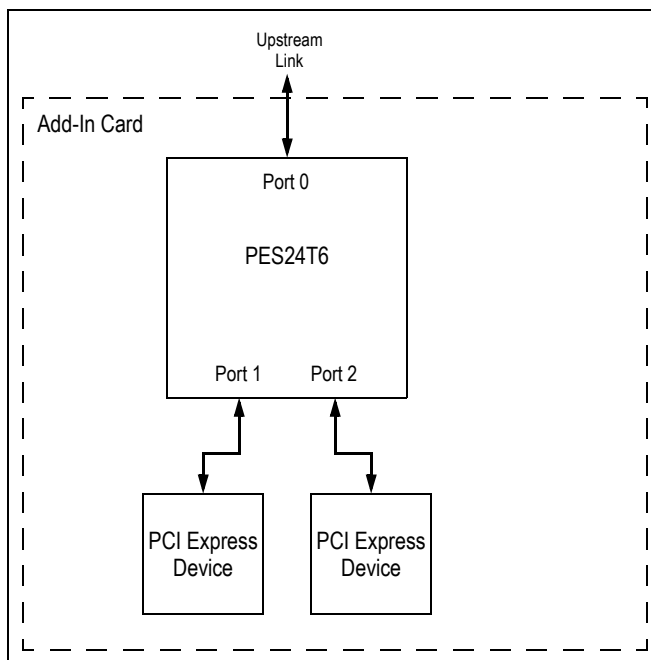 Upstream
Link
Add-In Card
Port 0
PES24T6
Port 1 Port 2
PCI Express PCI Express
Device Device